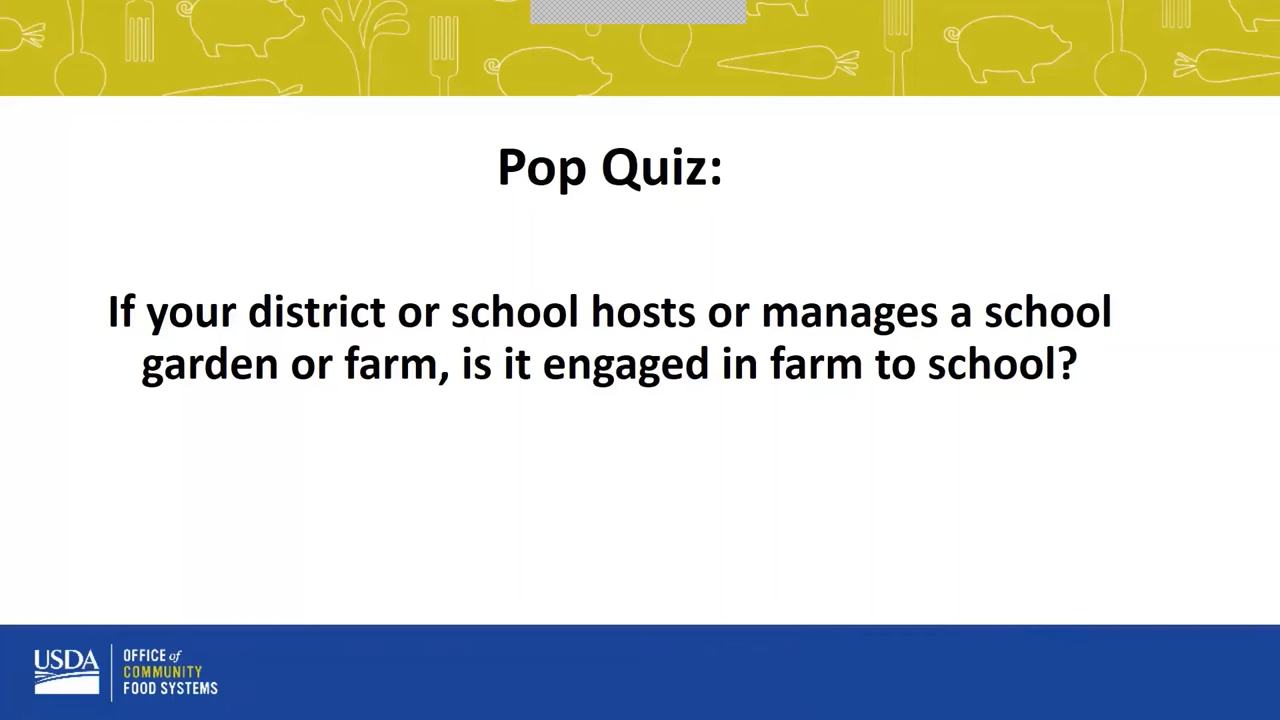 Pop Quiz:
If your district or school hosts or manages a school
garden or farm, is it engaged in farm to school?
USDA
OFFICE of
COMMUNITY
FOOD SYSTEMS